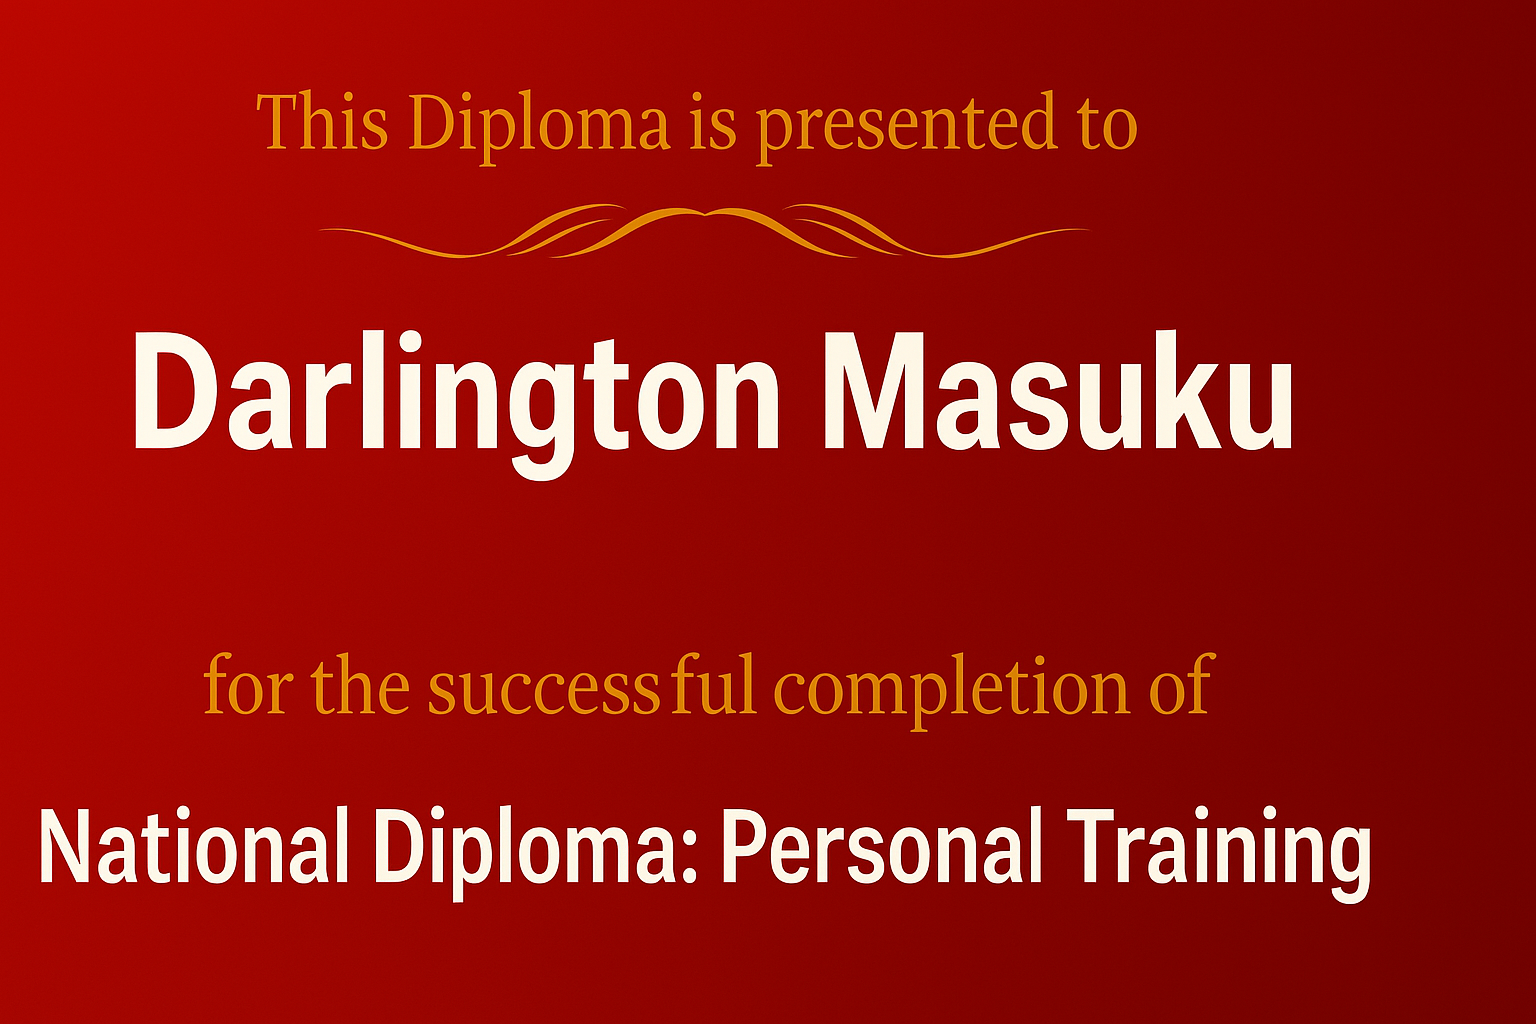 This Diploma is presented to
Darlington Masuku
for the successful completion of
National Diploma: Personal Training